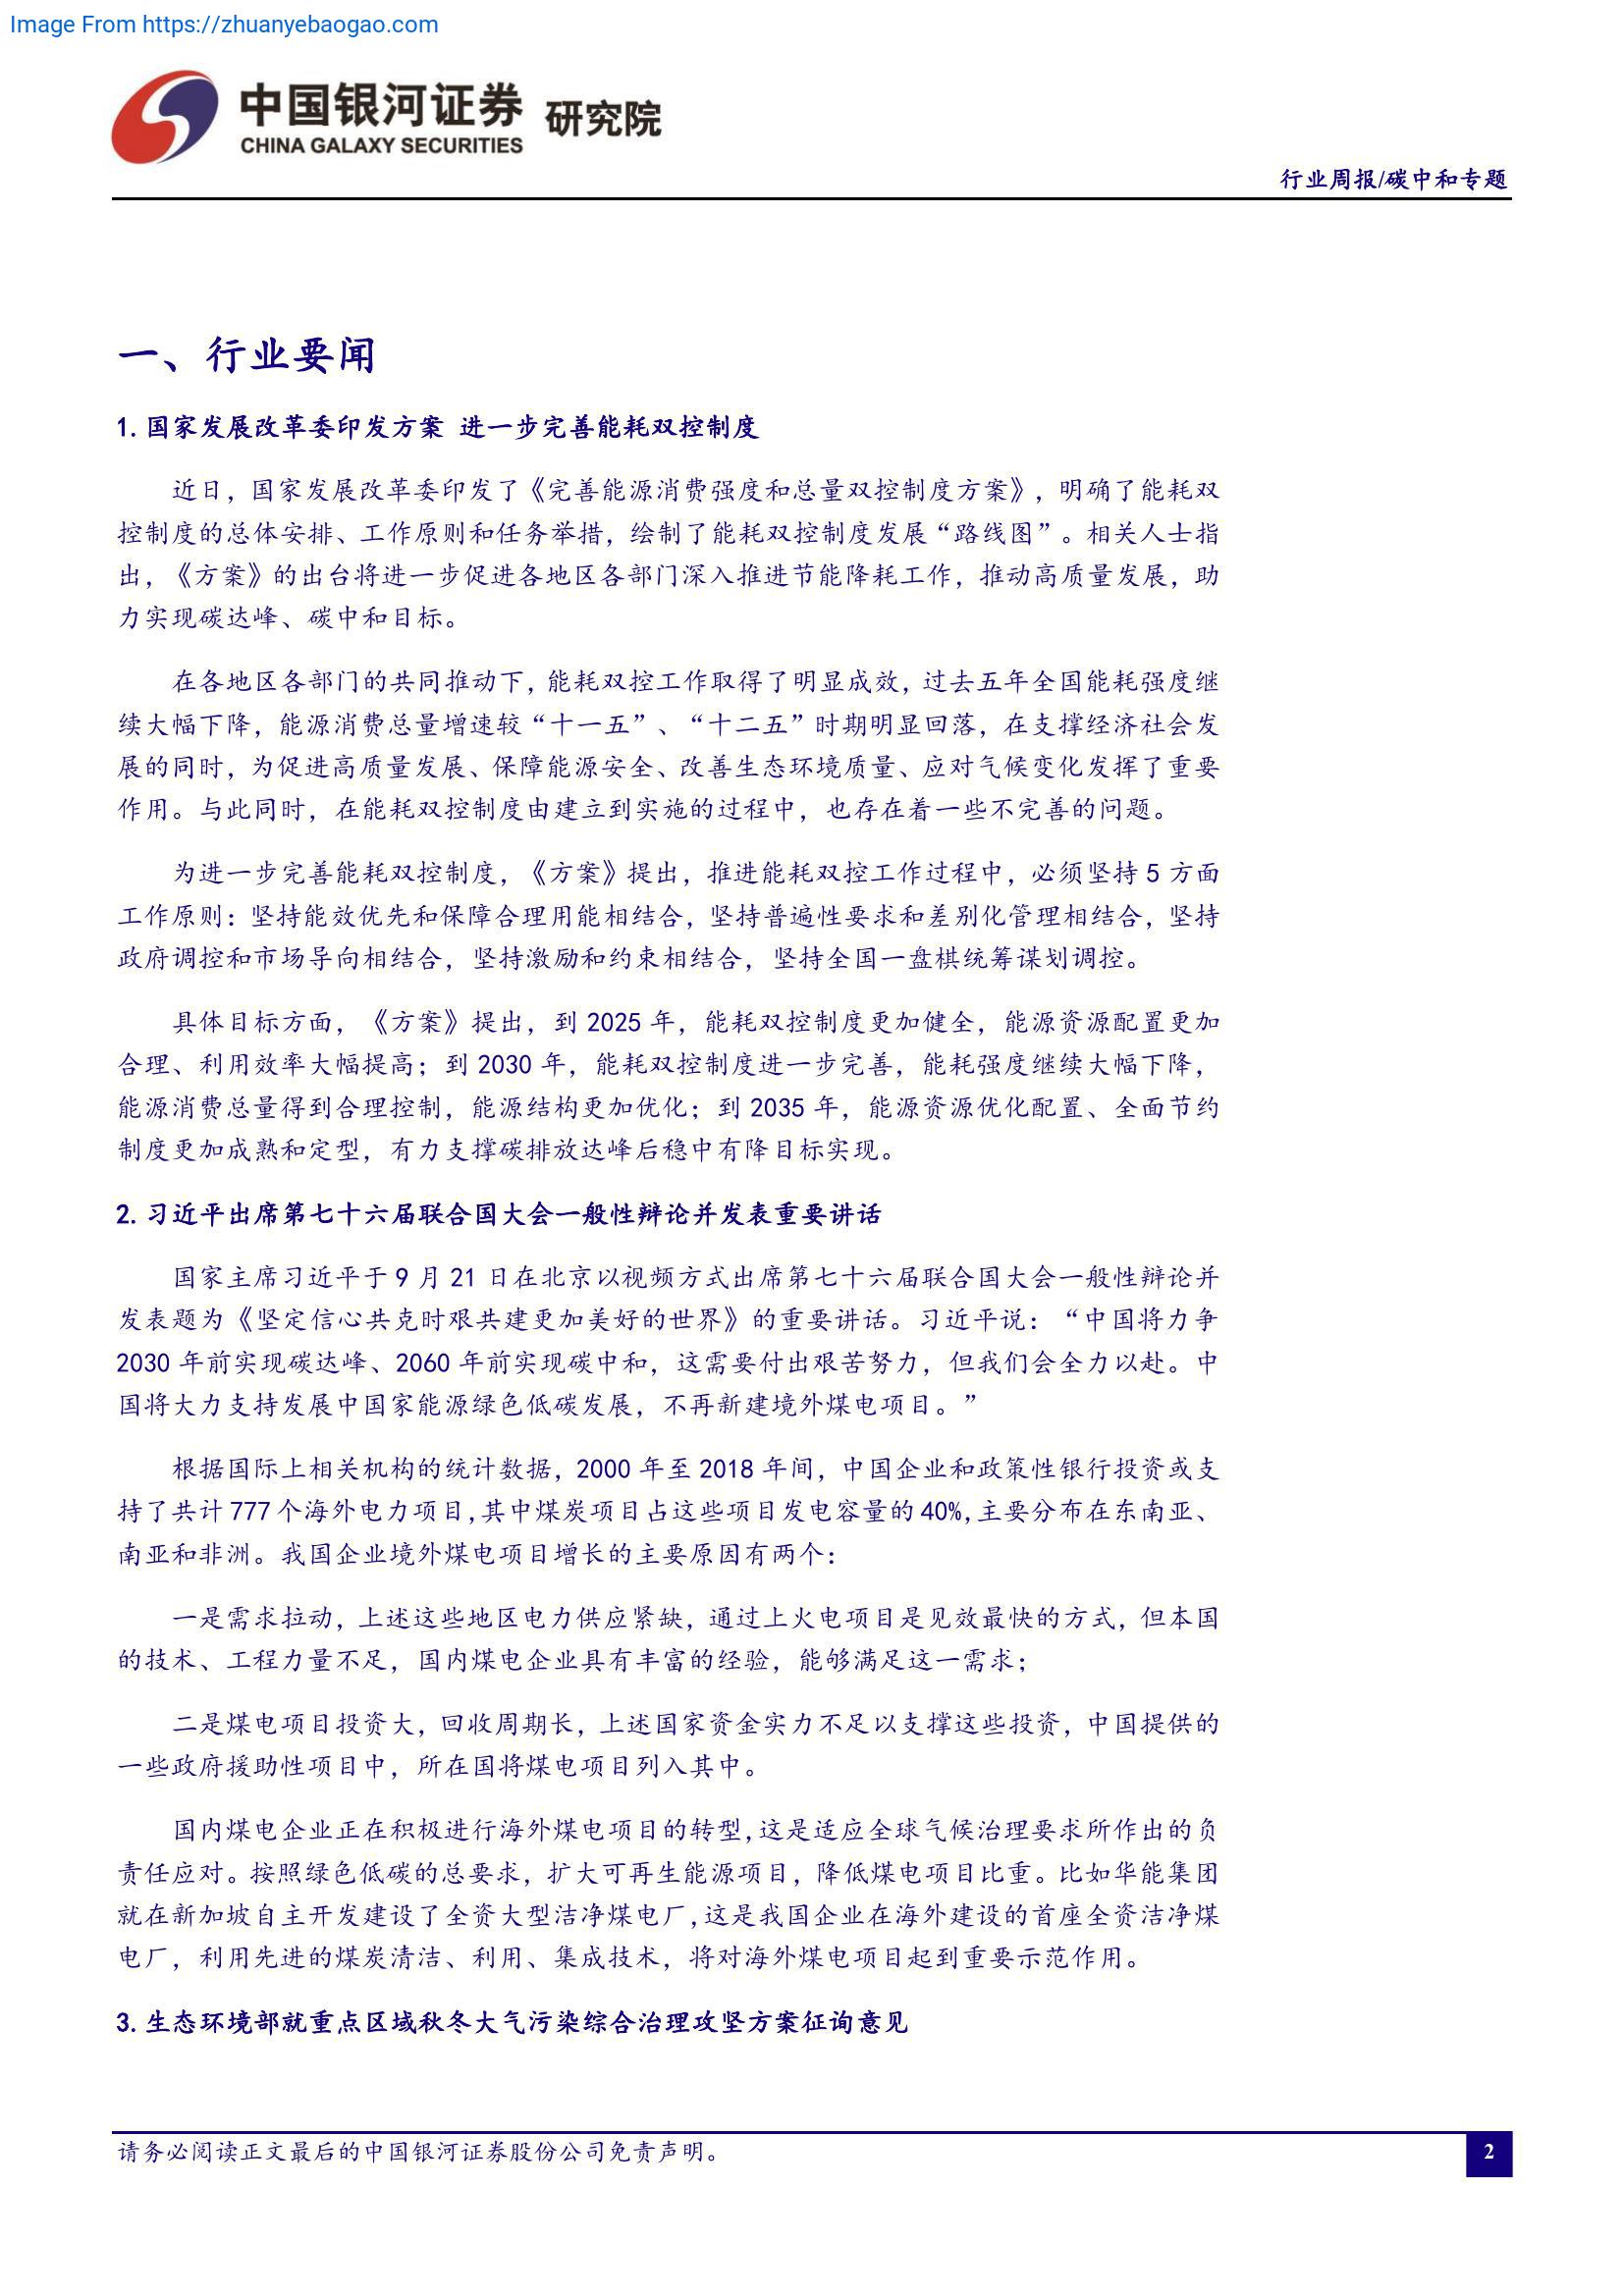 Image From https://zhuanyebaogao.com
中国银河证券 研究院
CHINA GALAXY SECURITIES
行业周报/碳中和专题
一、行业要闻
1. 国家发展改革委印发方案 进一步完善能耗双控制度
近日，国家发展改革委印发了《完善能源消费强度和总量双控制度方案》，明确了能耗双
控制度的总体安排、工作原则和任务举措，绘制了能耗双控制度发展“路线图”。相关人士指
出，《方案》的出台将进一步促进各地区各部门深入推进节能降耗工作，推动高质量发展，助
力实现碳达峰、碳中和目标。
在各地区各部门的共同推动下，能耗双控工作取得了明显成效，过去五年全国能耗强度继
续大幅下降，能源消费总量增速较“十一五”、“十二五”时期明显回落，在支撑经济社会发
展的同时，为促进高质量发展、保障能源安全、改善生态环境质量、应对气候变化发挥了重要
作用。与此同时，在能耗双控制度由建立到实施的过程中，也存在着一些不完善的问题。
为进一步完善能耗双控制度，《方案》提出，推进能耗双控工作过程中，必须坚持 5 方面
工作原则：坚持能效优先和保障合理用能相结合，坚持普遍性要求和差别化管理相结合，坚持
政府调控和市场导向相结合，坚持激励和约束相结合，坚持全国一盘棋统筹谋划调控。
具体目标方面，《方案》提出，到 2025 年，能耗双控制度更加健全，能源资源配置更加
合理、利用效率大幅提高；到 2030 年，能耗双控制度进一步完善，能耗强度继续大幅下降，
能源消费总量得到合理控制，能源结构更加优化；到 2035 年，能源资源优化配置、全面节约
制度更加成熟和定型，有力支撑碳排放达峰后稳中有降目标实现。
2. 习近平出席第七十六届联合国大会一般性辩论并发表重要讲话
国家主席习近平于 9 月 21 日在北京以视频方式出席第七十六届联合国大会一般性辩论并
发表题为《坚定信心共克时艰共建更加美好的世界》的重要讲话。习近平说：“中国将力争
2030 年前实现碳达峰、2060 年前实现碳中和，这需要付出艰苦努力，但我们会全力以赴。中
国将大力支持发展中国家能源绿色低碳发展，不再新建境外煤电项目。”
根据国际上相关机构的统计数据，2000 年至 2018 年间，中国企业和政策性银行投资或支
持了共计 777 个海外电力项目,其中煤炭项目占这些项目发电容量的 40%,主要分布在东南亚、
南亚和非洲。我国企业境外煤电项目增长的主要原因有两个：
一是需求拉动，上述这些地区电力供应紧缺，通过上火电项目是见效最快的方式，但本国
的技术、工程力量不足，国内煤电企业具有丰富的经验，能够满足这一需求；
二是煤电项目投资大，回收周期长，上述国家资金实力不足以支撑这些投资，中国提供的
一些政府援助性项目中，所在国将煤电项目列入其中。
国内煤电企业正在积极进行海外煤电项目的转型,这是适应全球气候治理要求所作出的负
责任应对。按照绿色低碳的总要求，扩大可再生能源项目，降低煤电项目比重。比如华能集团
就在新加坡自主开发建设了全资大型洁净煤电厂,这是我国企业在海外建设的首座全资洁净煤
电厂，利用先进的煤炭清洁、利用、集成技术，将对海外煤电项目起到重要示范作用。
3. 生态环境部就重点区域秋冬大气污染综合治理攻坚方案征询意见
请务必阅读正文最后的中国银河证券股份公司免责声明。
2